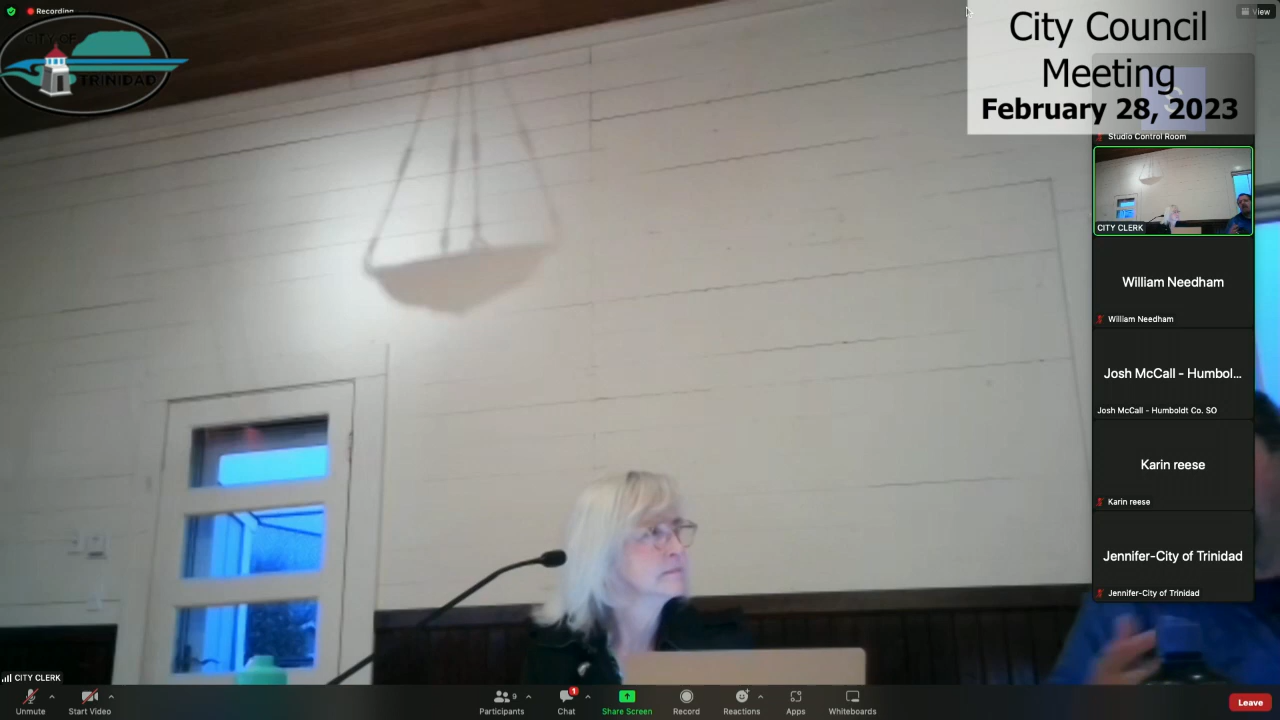 Recording
CITY OF
TRINIDAD
City Council
Meeting
February 28, 2023
View
Studio Control Room
CITY CLERK
William Needham
William Needham
Josh McCall - Humbol...
Josh McCall - Humboldt Co. SO
Karin reese
Karin reese
Jennifer-City of Trinidad
Jennifer-City of Trinidad
CITY CLERK
Unmute
Start Video
9
Participants
1
Chat
Share Screen
Record
Reactions
Apps
Whiteboards
Leave